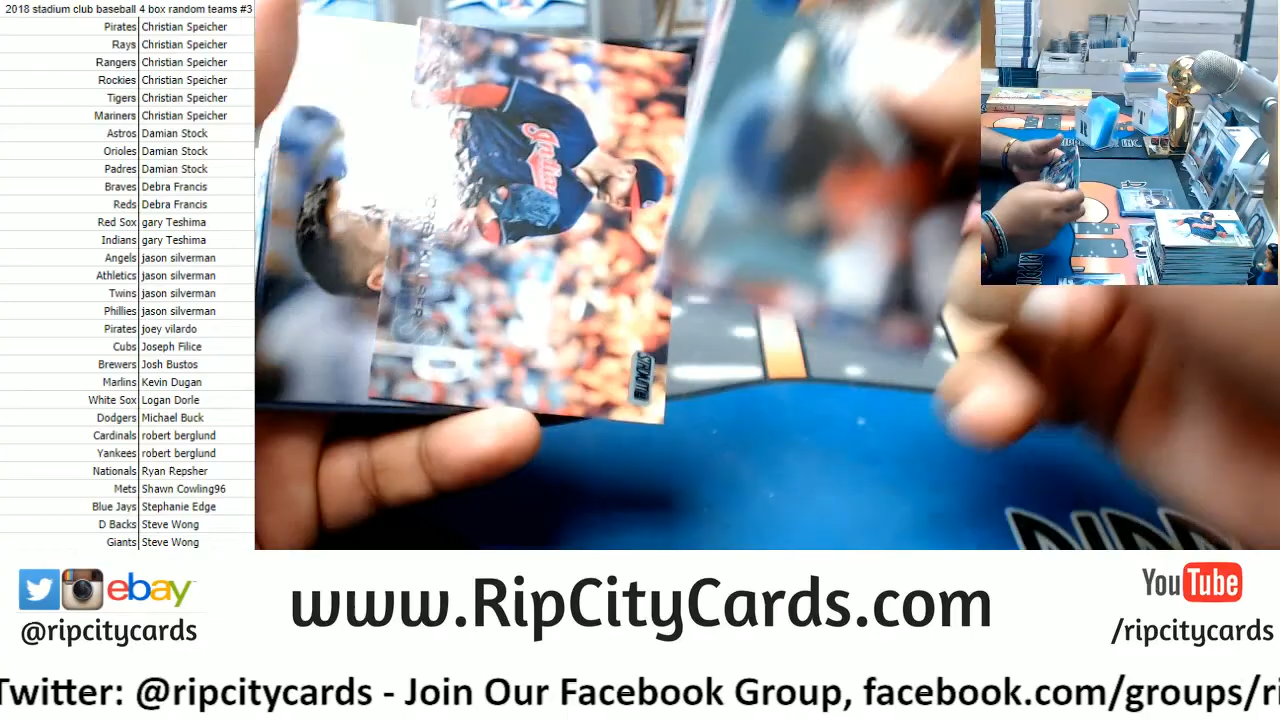 2018 stadium club baseball 4 box random teams #3
Pirates Christian Speicher
Rays Christian Speicher
Rangers Christian Speicher
Rockies Christian Speicher
Tigers Christian Speicher
Mariners Christian Speicher
Astros Damian Stock
Orioles Damian Stock
Padres Damian Stock
Braves Debra Francis
Reds Debra Francis
Red Sox gary Teshima
Indians gary Teshima
Angels jason silverman
Athletics jason silverman
Twins jason silverman
Phillies jason silverman
Pirates joey vilardo
Cubs Joseph Filice
Brewers Josh Bustos
Marlins Kevin Dugan
White Sox Logan Dorle
Dodgers Michael Buck
Cardinals robert berglund
Yankees robert berglund
Nationals Ryan Repsher
Mets Shawn Cowling96
Blue Jays Stephanie Edge
D Backs Steve Wong
Giants Steve Wong
Indians
ebay
@ripcitycards
www.RipCityCards.com
YouTube
/ripcitycards
Twitter: @ripcitycards - Join Our Facebook Group, facebook.com/groups/ri